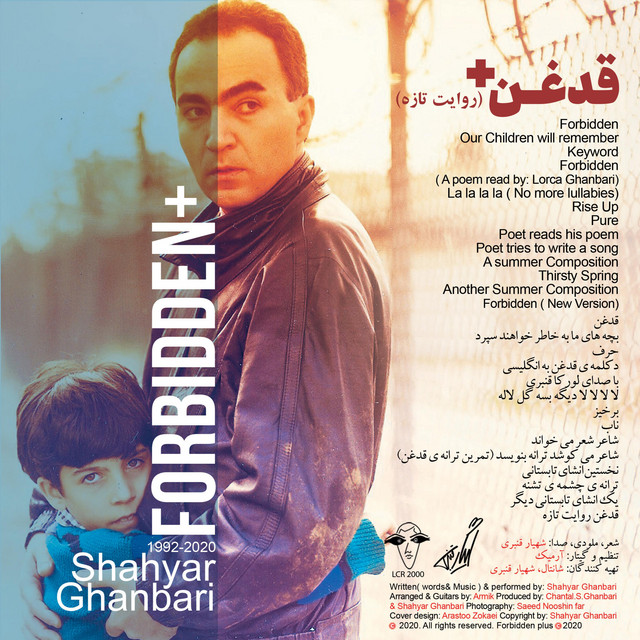 قدغن+
(روایت تازه)
Forbidden
Our Children will remember
Keyword
Forbidden
( A poem read by: Lorca Ghanbari)
La la la la ( No more lullabies)
Rise Up
Pure
Poet reads his poem
Poet tries to write a song
A summer Composition
Thirsty Spring
Another Summer Composition
Forbidden ( New Version)
قدغن
بچه های ما به خاطر خواهند سپرد
حرف
دکلمه ی قدغن به انگلیسی
با صدای لورکا قنبری
لا لا لا لا دیگه بسه گل لاله
برخیز
ناب
شاعر شعر می خواند
شاعر می کوشد ترانه بنویسد (تمرین ترانه ی قدغن)
نخستین انشای تابستانی
ترانه ی چشمه ی تشنه
یک انشای تابستانی دیگر
قدغن روایت تازه
FORBIDDEN+
1992-2020
Shahyar
Ghanbari
LCR 2000
شعر، ملودی، صدا: شهیار قنبری
تنظیم و گیتار: آرمیک
تهیه کنندگان: شانتال، شهیار قنبری
Written( words& Music ) & performed by: Shahyar Ghanbari
Arranged & Guitars by: Armik Produced by: Chantal.S.Ghanbari
& Shahyar Ghanbari Photography: Saeed Nooshin far
Cover design: Arastoo Zokaei Copyright by: Shahyar Ghanbari
© 2020. All rights reserved. Forbidden plus ©2020